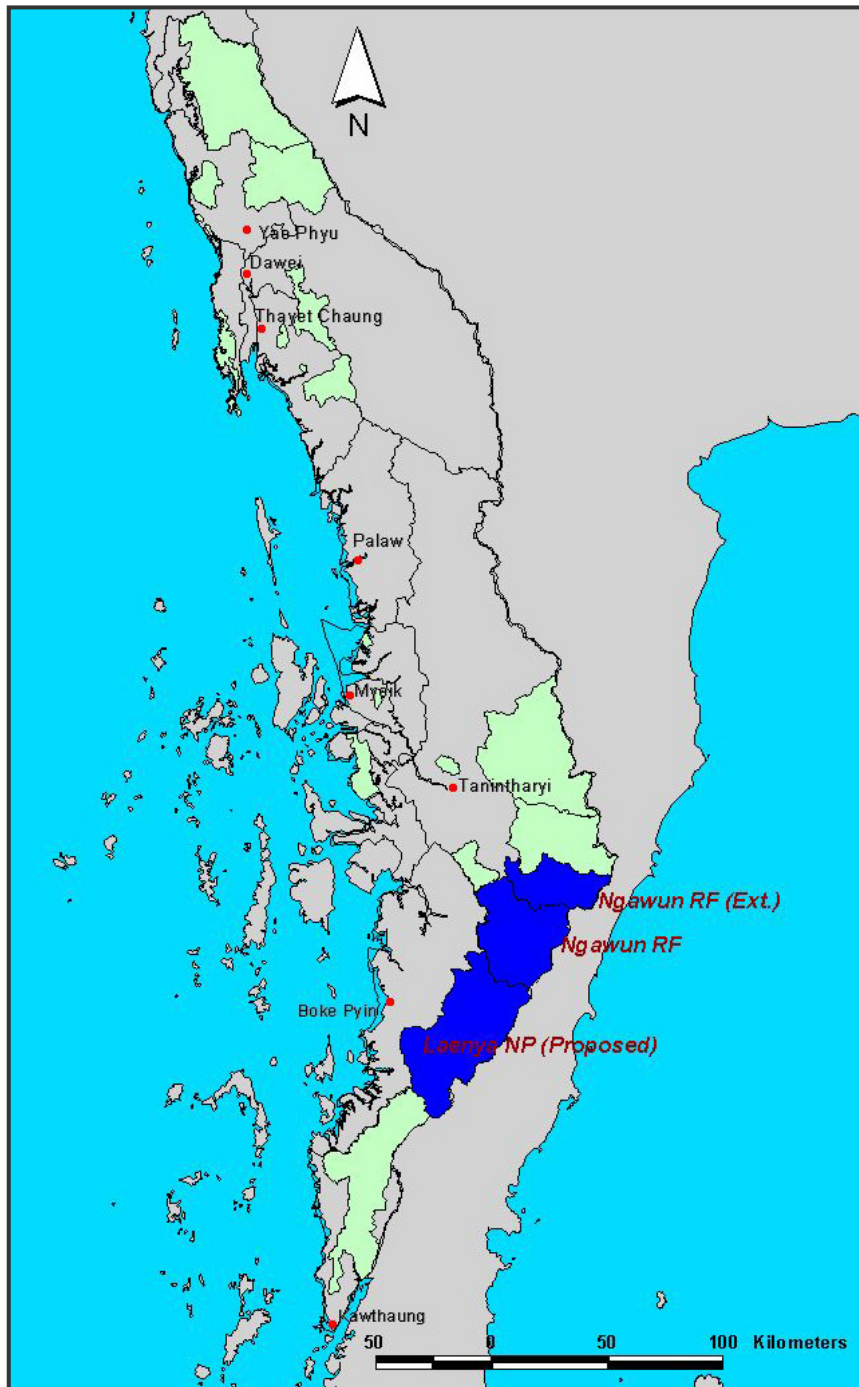 N
Yae Phyu
Dawei
Thayet Chaung
Palaw
Myeik
Tanintharyi
Ngawun RF (Ext.)
Ngawun RF
Boke Pyin
Laenya NP (Proposed)
Kawthaung
50 0 50 100 Kilometers